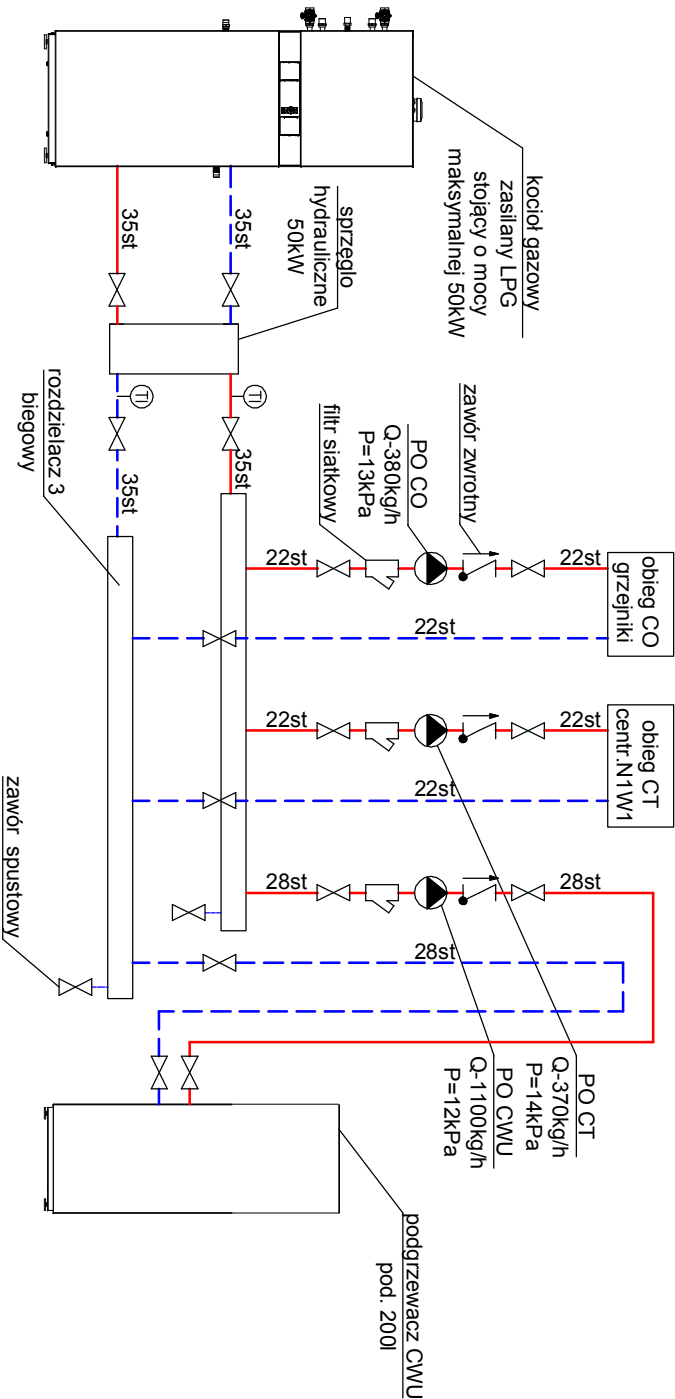 kocioł gazowy
zasilany LPG
stojący o mocy
maksymalnej 50kW
sprzęgło
hydrauliczne
50kW
35st
35st
TI
TI
35st
35st
rozdzielacz 3
biegowy
zawór zwrotny
PO CO
Q-380kg/h
P=13kPa
filtr siatkowy
22st
22st
22st
obieg CO
grzejniki
22st
22st
22st
obieg CT
centr.N1W1
28st
28st
28st
PO CT
Q-370kg/h
P=14kPa
PO CWU
Q-1100kg/h
P=12kPa
zawór spustowy
podgrzewacz CWU
pod. 200l